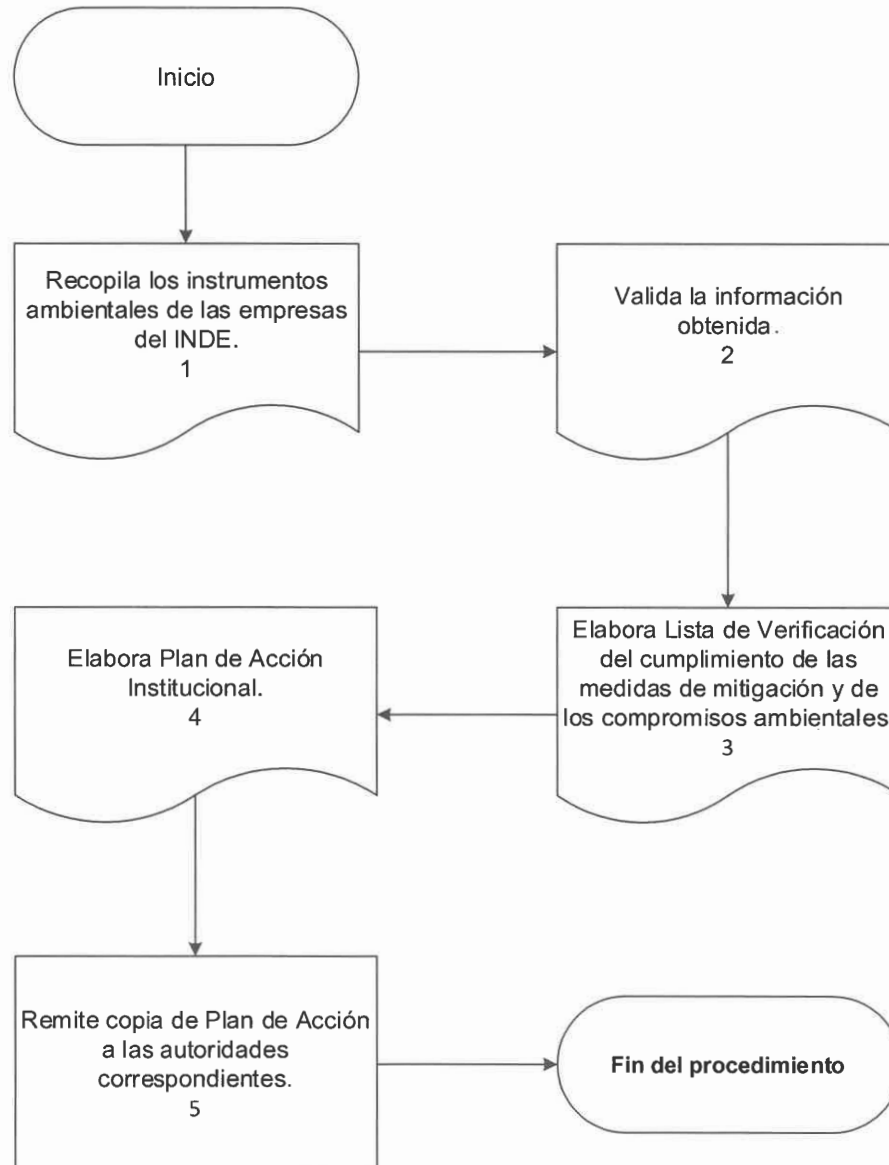 Inicio
Recopila los instrumentos
ambientales de las empresas
del INDE.
1
Valida la información
obtenida.
2
Elabora Lista de Verificación
del cumplimiento de las
medidas de mitigación y de
los compromisos ambientales
3
Elabora Plan de Acción
Institucional.
4
Remite copia de Plan de Acción
a las autoridades
correspondientes.
5
Fin del procedimiento